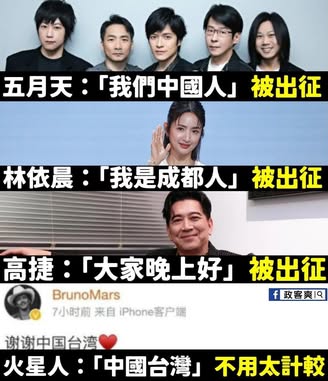 五月天：「我們中國人」被出征
林依晨：「我是成都人」被出征
高捷：「大家晚上好」被出征
BrunoMars
政客爽
7小时前 来自 iPhone客户端
谢谢中国台湾❤️
火星人：「中國台灣」不用太計較